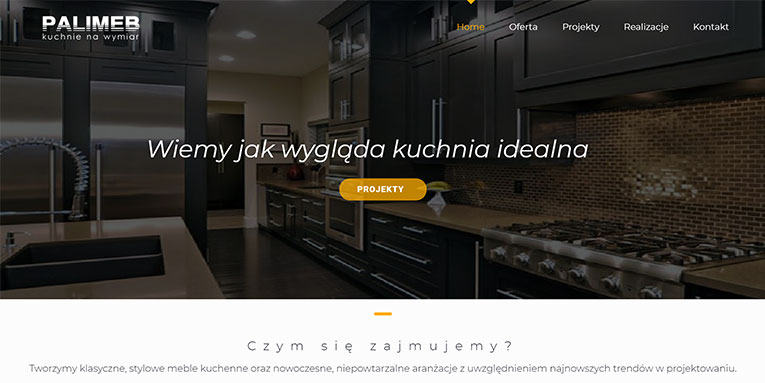 PALIMEB
kuchnie na wymiar
Home Oferta Projekty Realizacje Kontakt
Wiemy jak wygląda kuchnia idealna
PROJEKTY
Czym się zajmujemy?
Tworzymy klasyczne, stylowe meble kuchenne oraz nowoczesne, niepowtarzalne aranżacje z uwzględnieniem najnowszych trendów w projektowaniu.